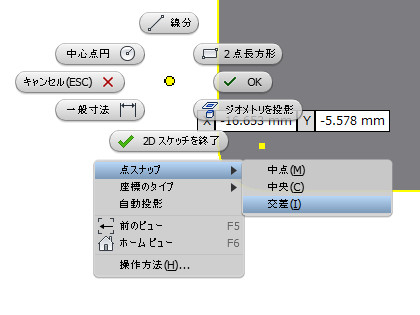 線分
中心点円
2 点長方形
キャンセル(ESC)
OK
一般寸法
ジオメトリを投影
X -16.653 mm Y -5.578 mm
2D スケッチを終了
点スナップ
中点(M)
座標のタイプ
中央(C)
自動投影
交差(I)
前のビュー F5
ホーム ビュー F6
操作方法(H)...